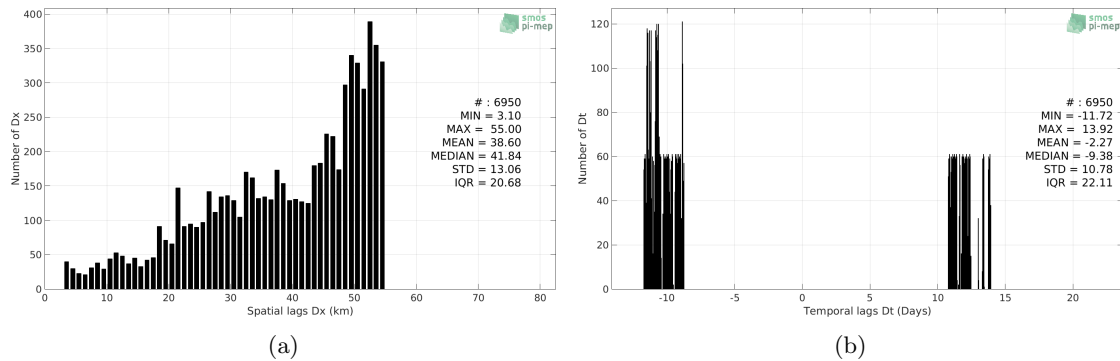 400
350
300
250
200
150
100
50
0
Number of Dx
0 10 20 30 40 50 60 70 80
Spatial lags Dx (km)
smos
pi-mep
# : 6950
MIN = 3.10
MAX = 55.00
MEAN = 38.60
MEDIAN = 41.84
STD = 13.06
IQR = 20.68
(a)
120
100
80
60
40
20
0
Number of Dt
-10 -5 0 5 10 15 20
Temporal lags Dt (Days)
smos
pi-mep
# : 6950
MIN = -11.72
MAX = 13.92
MEAN = -2.27
MEDIAN = -9.38
STD = 10.78
IQR = 22.11
(b)